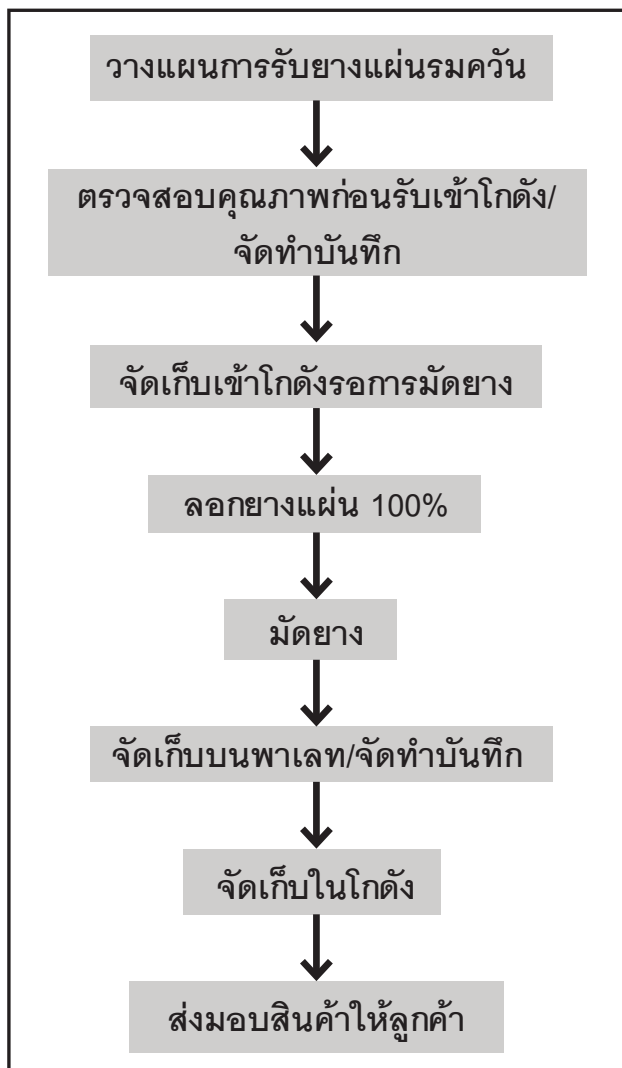 วางแผนการรับยางแผ่นรมควัน
ตรวจสอบคุณภาพก่อนรับเข้าโกดัง/
จัดทำบันทึก
จัดเก็บเข้าโกดังรอการมัดยาง
ลอกยางแผ่น 100%
มัดยาง
จัดเก็บบนพาเลท/จัดทำบันทึก
จัดเก็บในโกดัง
ส่งมอบสินค้าให้ลูกค้า